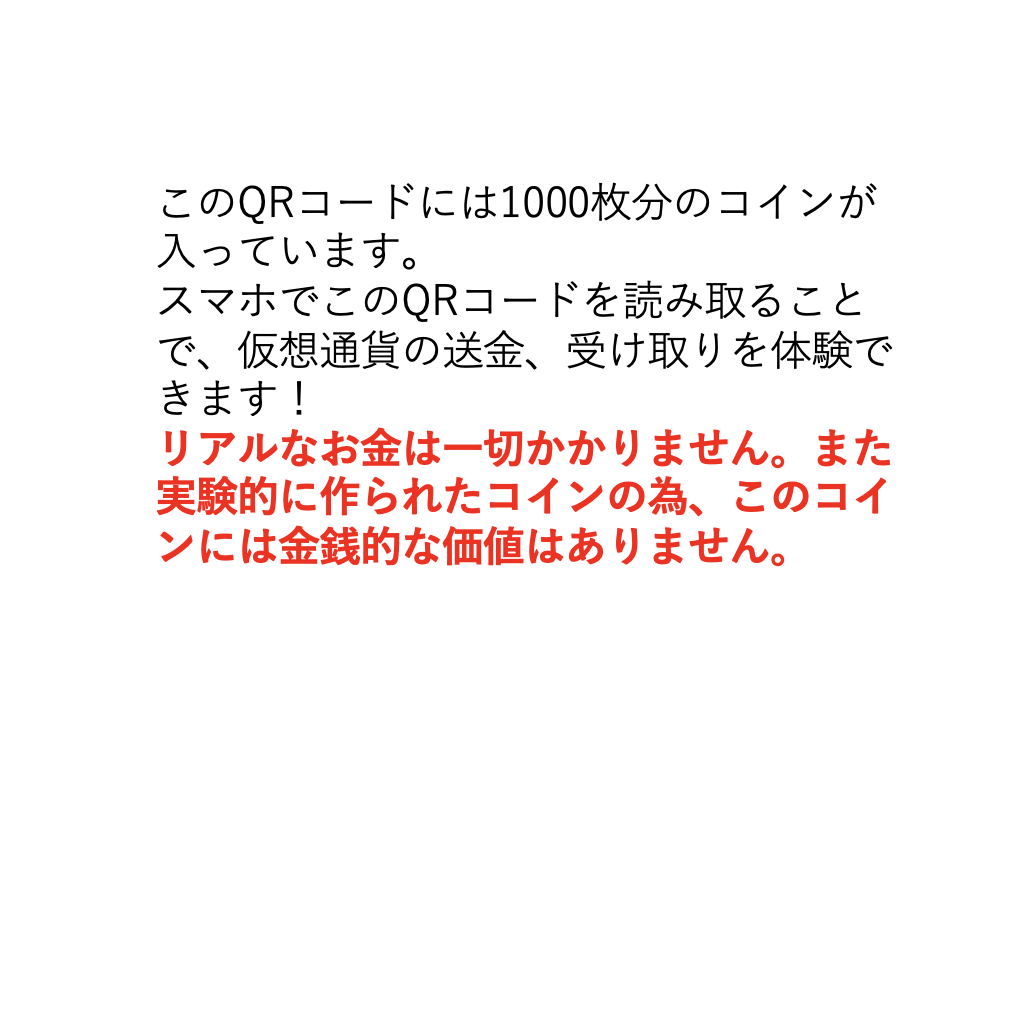 このQRコードには1000枚分のコインが
入っています。
スマホでこのQRコードを読み取ること
で、仮想通貨の送金、受け取りを体験で
きます！
リアルなお金は一切かかりません。また
実験的に作られたコインの為、このコイ
ンには金銭的な価値はありません。